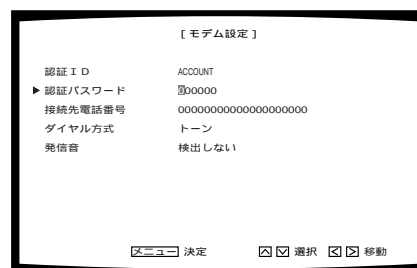 [ モデム設定 ]
認証ＩＤ ACCOUNT
▶ 認証パスワード 000000
接続先電話番号 00000000000000000000
ダイヤル方式 トーン
発信音 検出しない
メニュー 決定 選択 移動